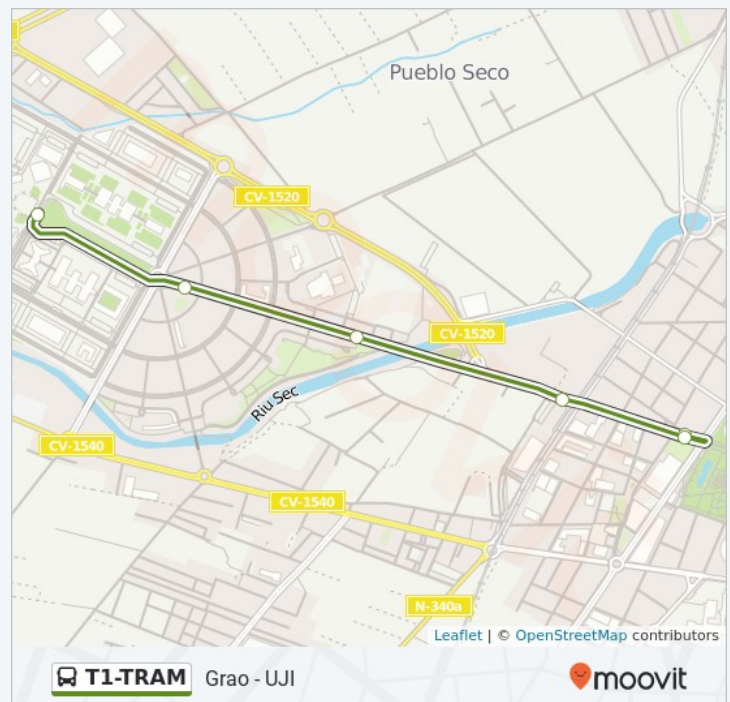 Pueblo Seco
CV-1520
CV-1520
Riu Sec
CV-1540
CV-1540
N-340a
Leaflet | © OpenStreetMap contributors
T1-TRAM Grao - UJI
moovit